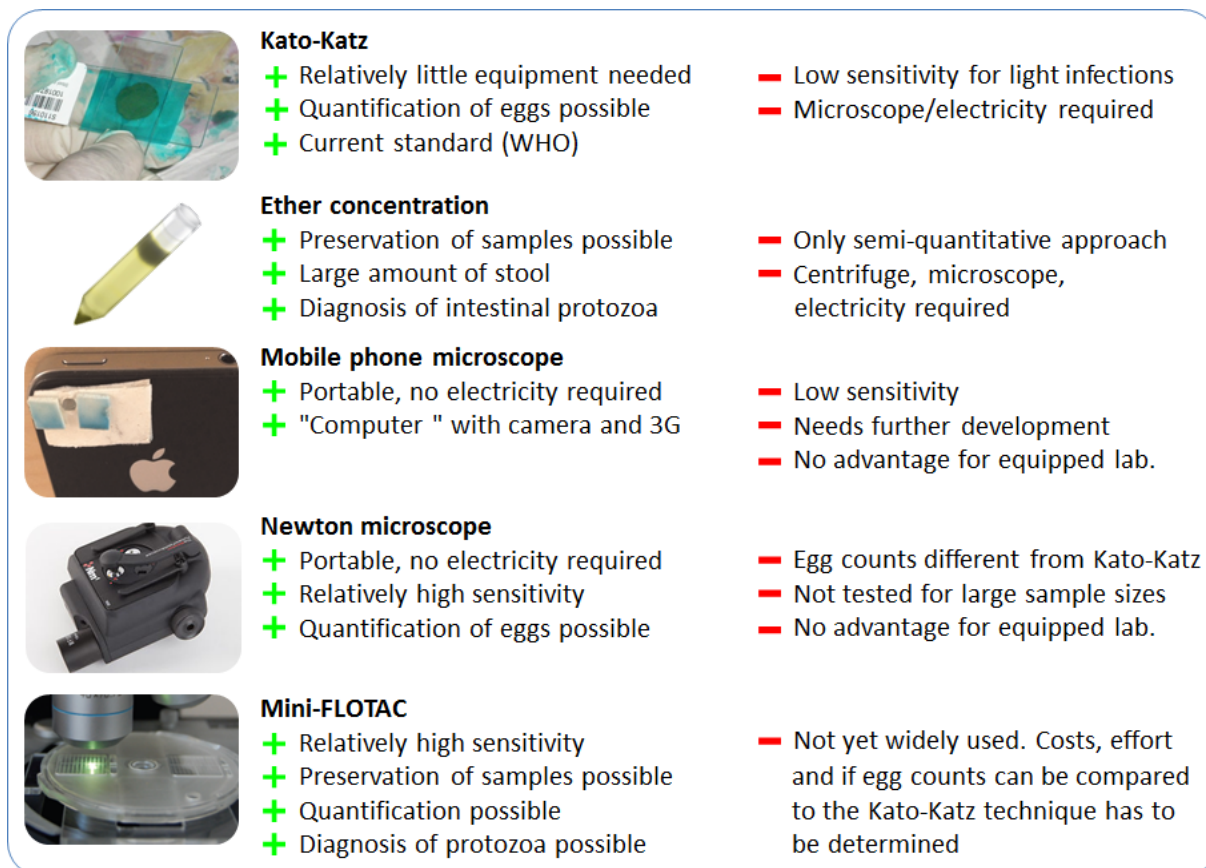 Kato-Katz
+ Relatively little equipment needed
+ Quantification of eggs possible
+ Current standard (WHO)
− Low sensitivity for light infections
− Microscope/electricity required
Ether concentration
+ Preservation of samples possible
+ Large amount of stool
+ Diagnosis of intestinal protozoa
− Only semi-quantitative approach
− Centrifuge, microscope,
electricity required
Mobile phone microscope
+ Portable, no electricity required
+ "Computer " with camera and 3G
− Low sensitivity
− Needs further development
− No advantage for equipped lab.
Newton microscope
+ Portable, no electricity required
+ Relatively high sensitivity
+ Quantification of eggs possible
− Egg counts different from Kato-Katz
− Not tested for large sample sizes
− No advantage for equipped lab.
Mini-FLOTAC
+ Relatively high sensitivity
+ Preservation of samples possible
+ Quantification possible
+ Diagnosis of protozoa possible
− Not yet widely used. Costs, effort
and if egg counts can be compared
to the Kato-Katz technique has to
be determined